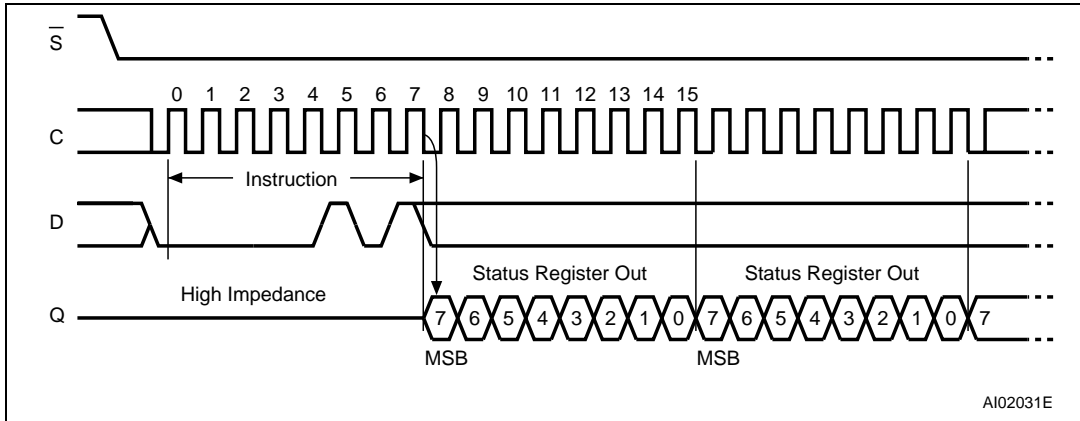 S
0 1 2 3 4 5 6 7 8 9 10 11 12 13 14 15
C
Instruction
D
Status Register Out Status Register Out
High Impedance
Q 7 6 5 4 3 2 1 0 7 6 5 4 3 2 1 0 7
MSB MSB
AI02031E